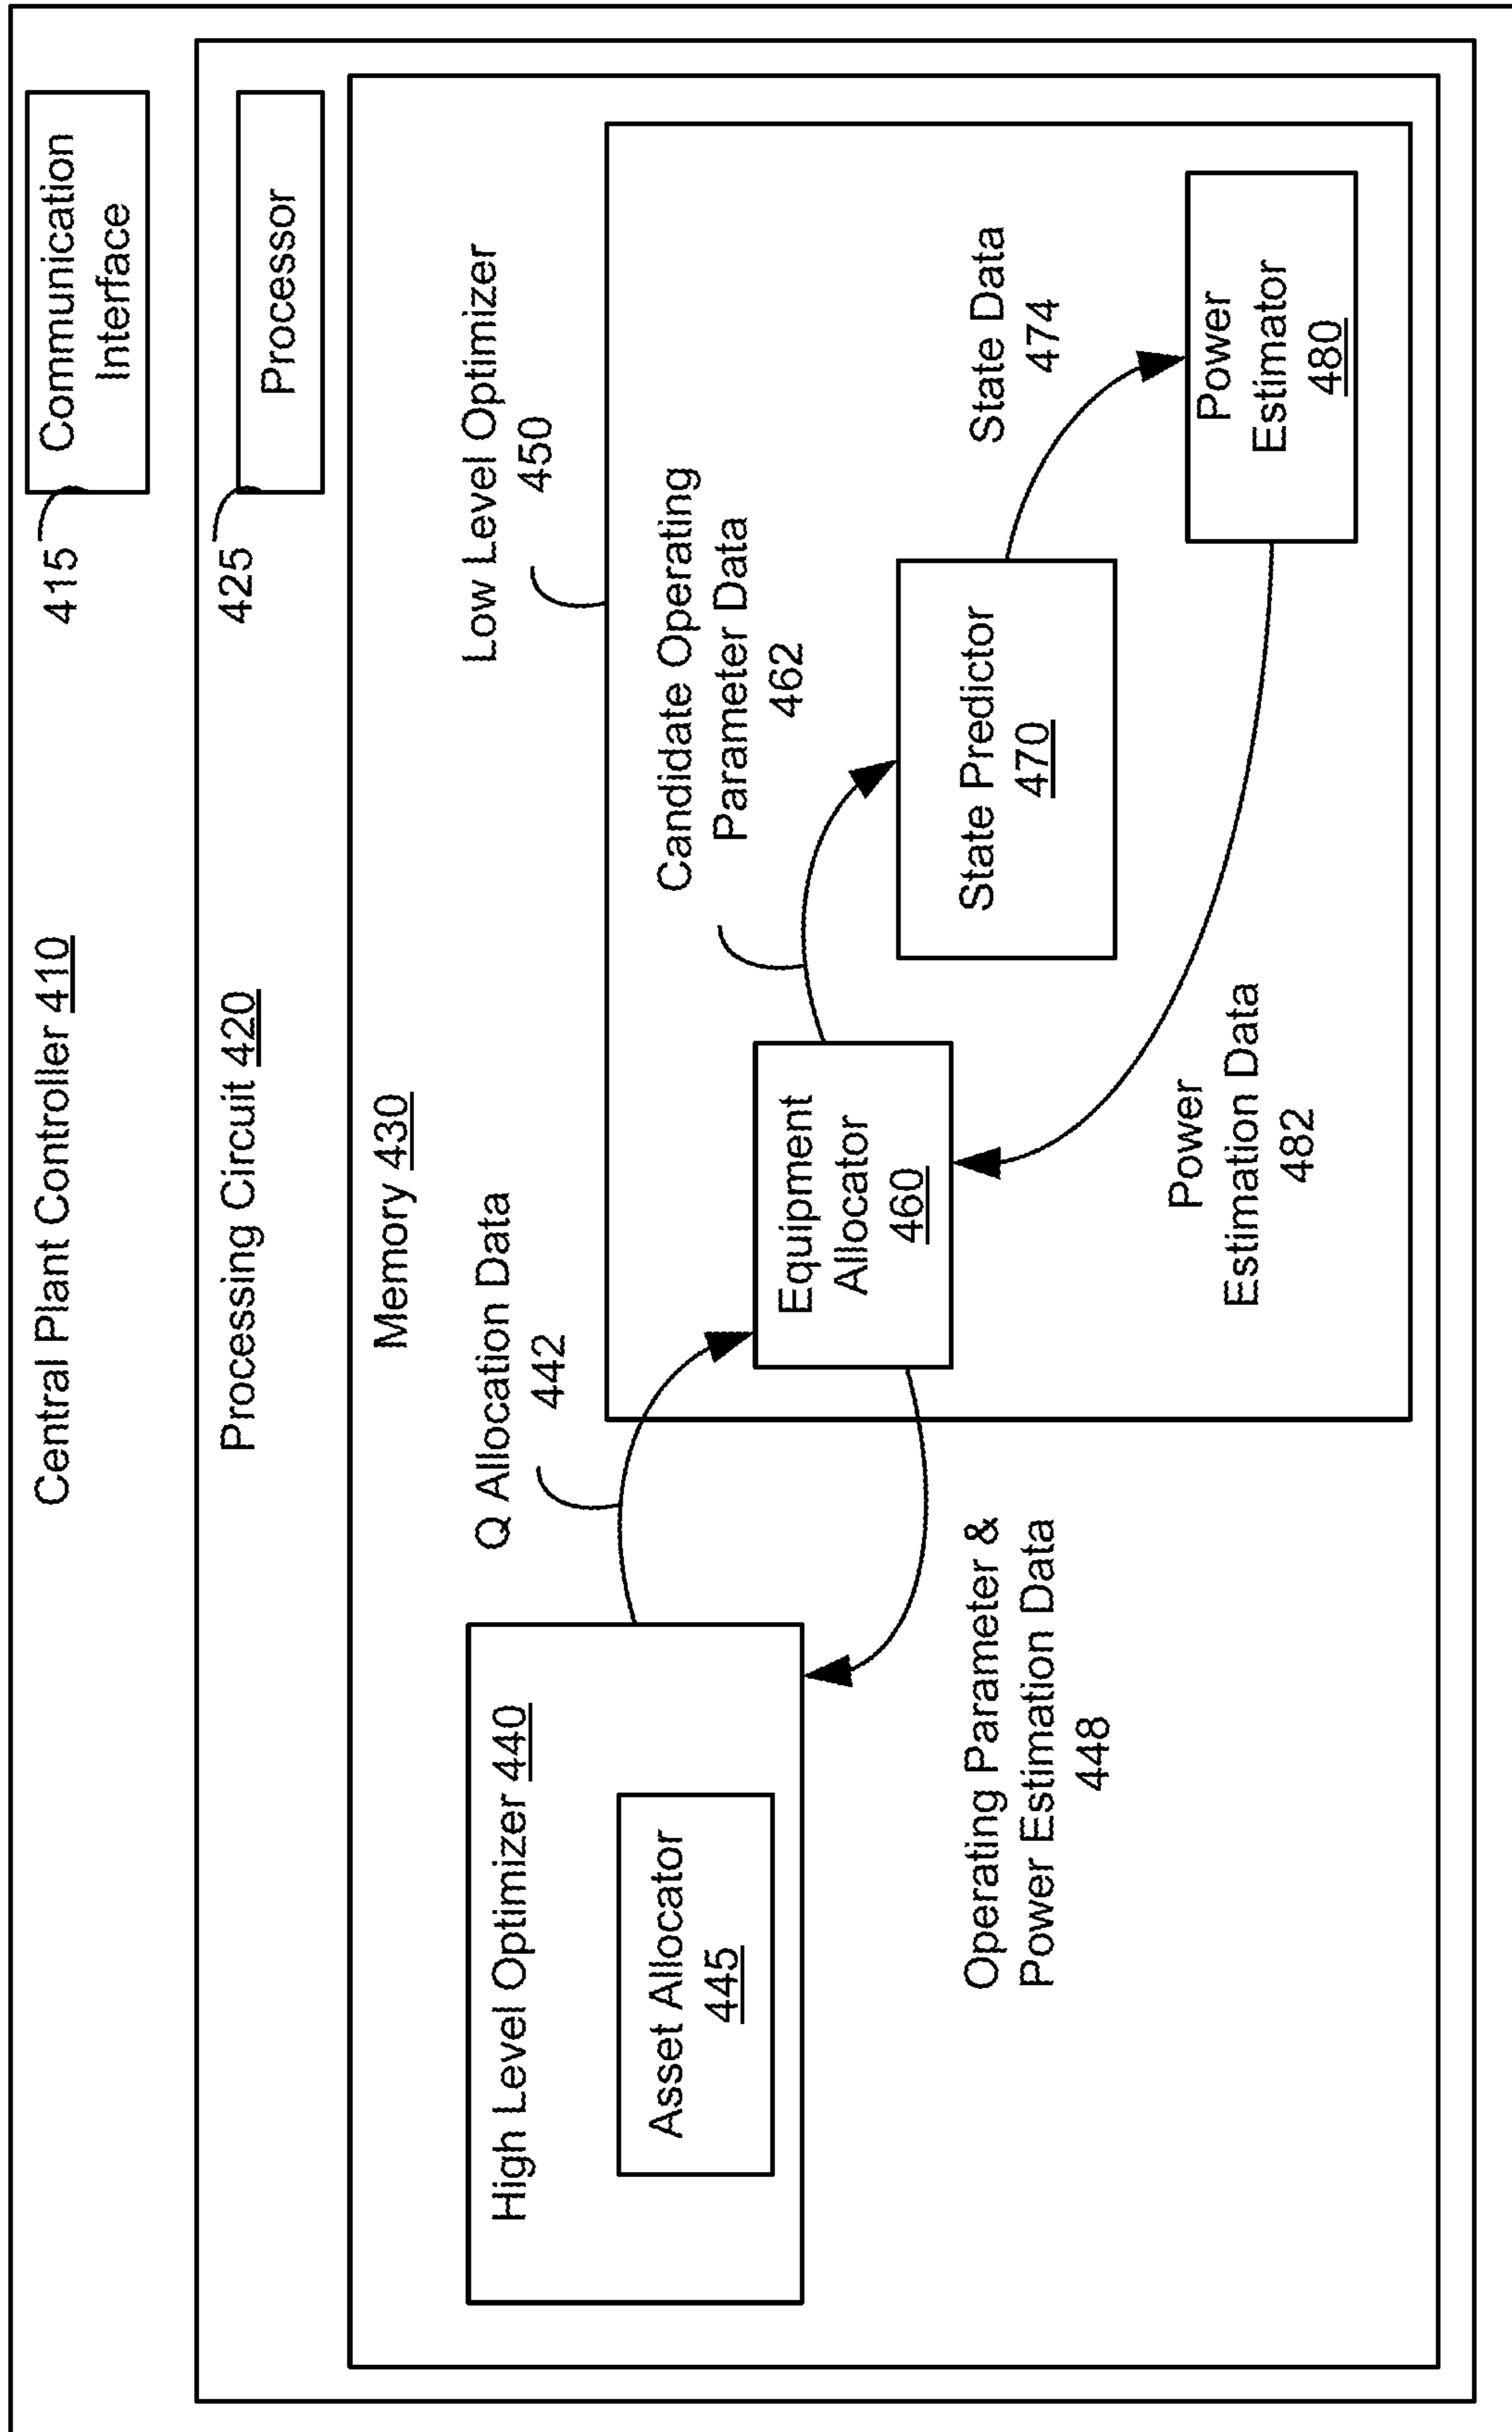 Central Plant Controller 410
415
Communication
Interface
Processing Circuit 420
425
Processor
Memory 430
High Level Optimizer 440
Asset Allocator
445
Q Allocation Data
442
Operating Parameter &
Power Estimation Data
448
Low Level Optimizer
450
Equipment
Allocator
460
Candidate Operating
Parameter Data
462
State Predictor
470
State Data
474
Power
Estimator
480
Power
Estimation Data
482